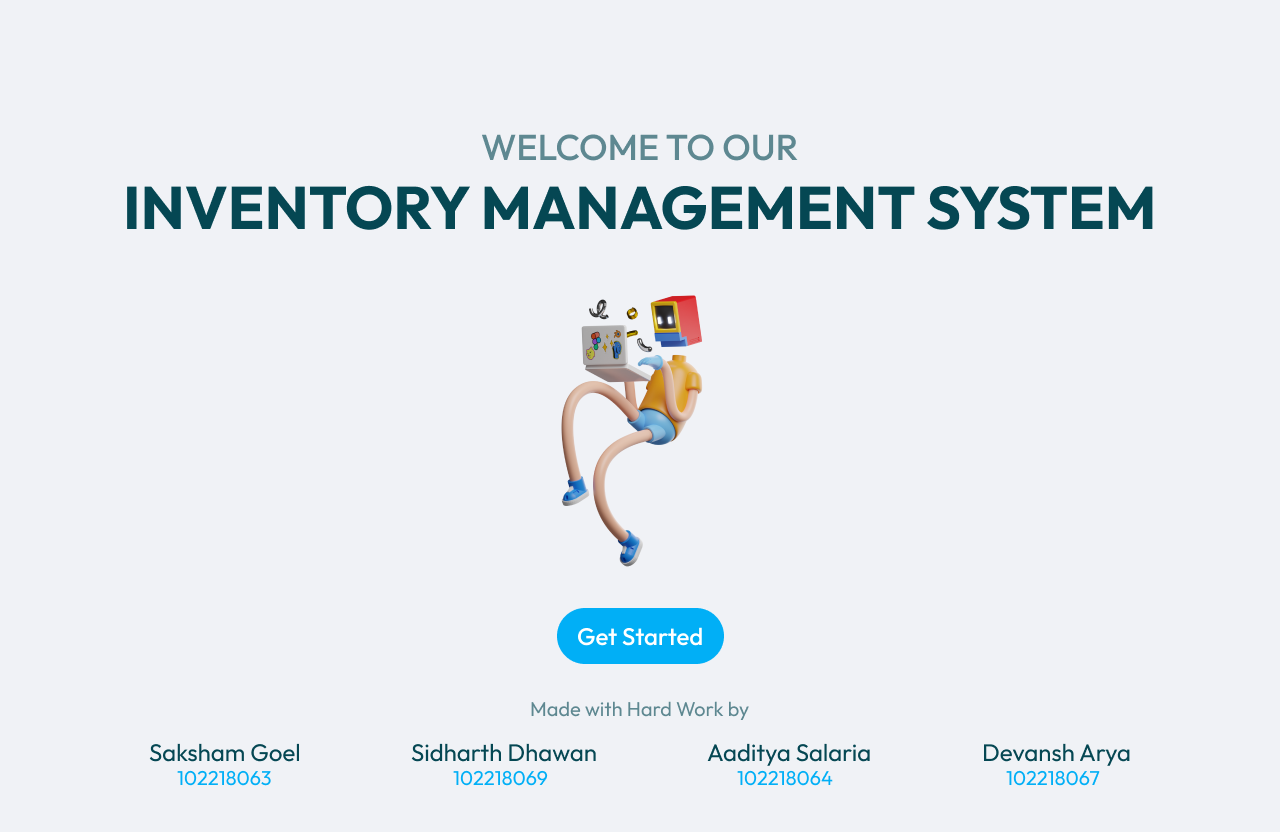 WELCOME TO OUR
INVENTORY MANAGEMENT SYSTEM
Get Started
Made with Hard Work by
Saksham Goel
102218063
Sidharth Dhawan
102218069
Aaditya Salaria
102218064
Devansh Arya
102218067